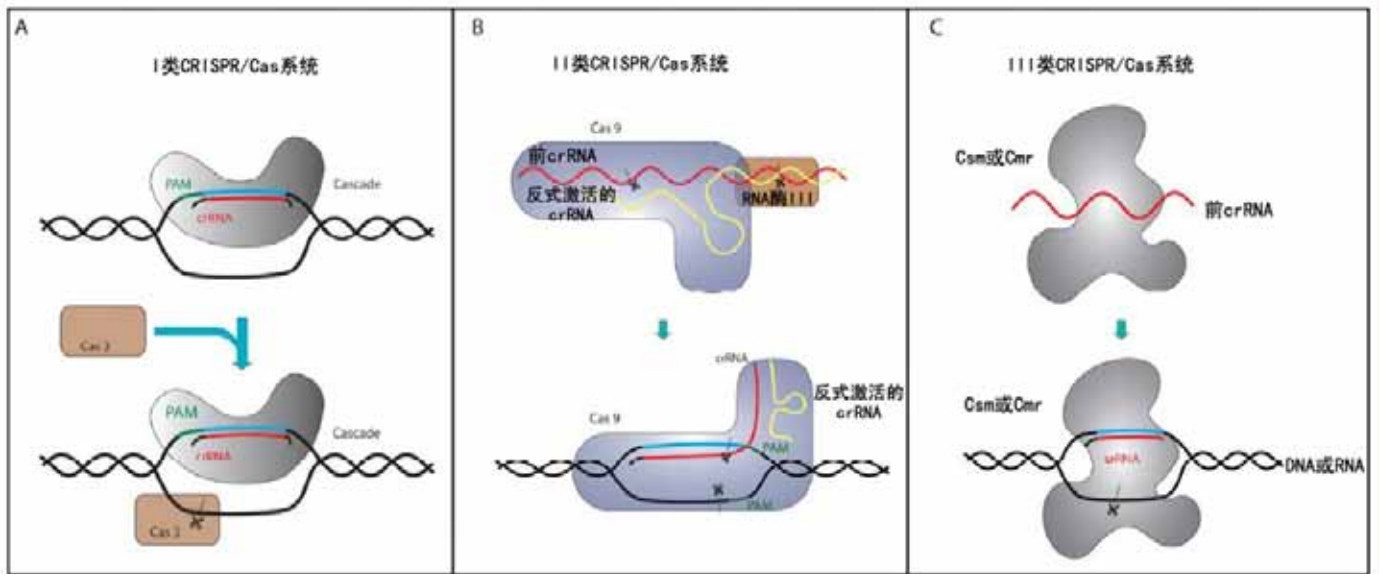 A
I类CRISPR/Cas系统
PAM
crRNA
Cascade
Cas 3
PAM
crRNA
Cascade
Cas 3
B
II类CRISPR/Cas系统
Cas 9
前crRNA
反式激活的
crRNA
RNA酶III
crRNA
反式激活的
crRNA
Cas 9
PAM
PAM
C
III类CRISPR/Cas系统
Csm或Cmr
前crRNA
Csm或Cmr
crRNA
DNA或RNA